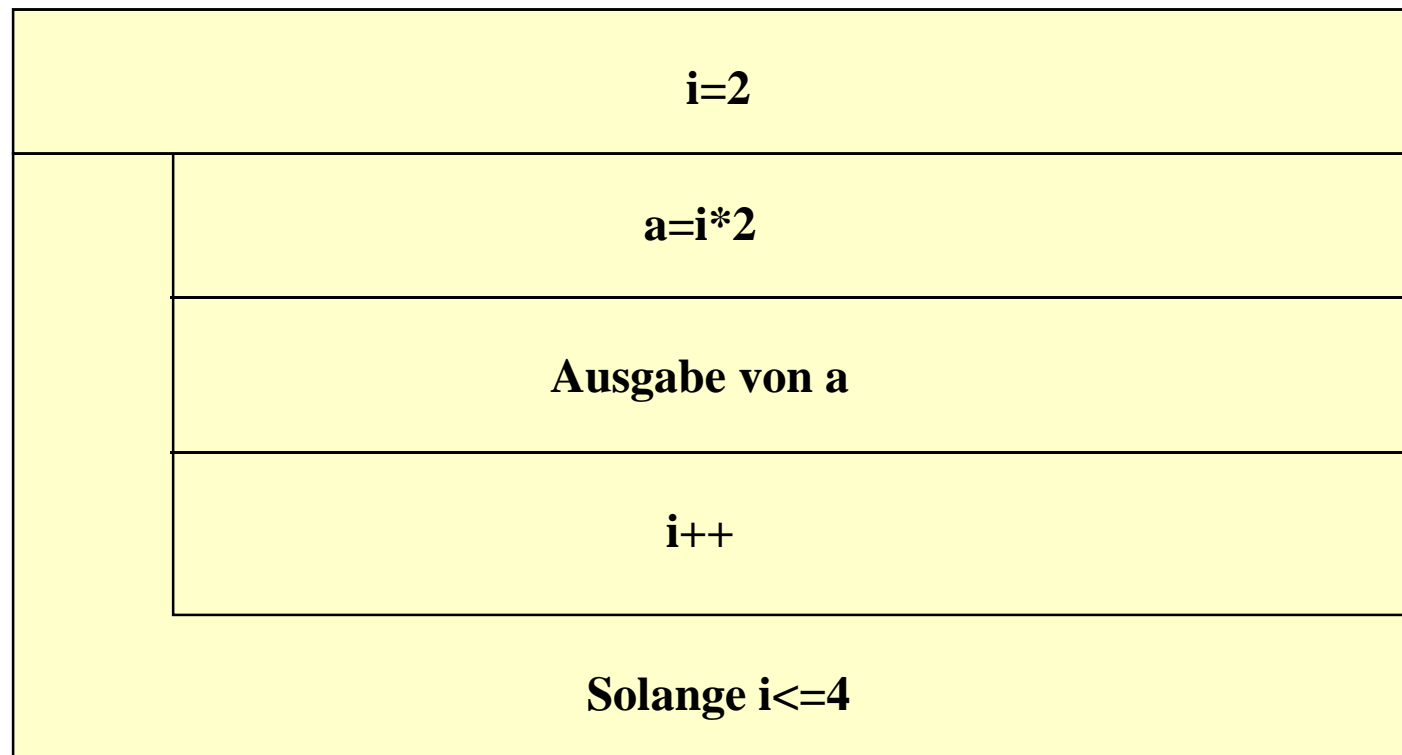 i=2
a=i*2
Ausgabe von a
i++
Solange i<=4